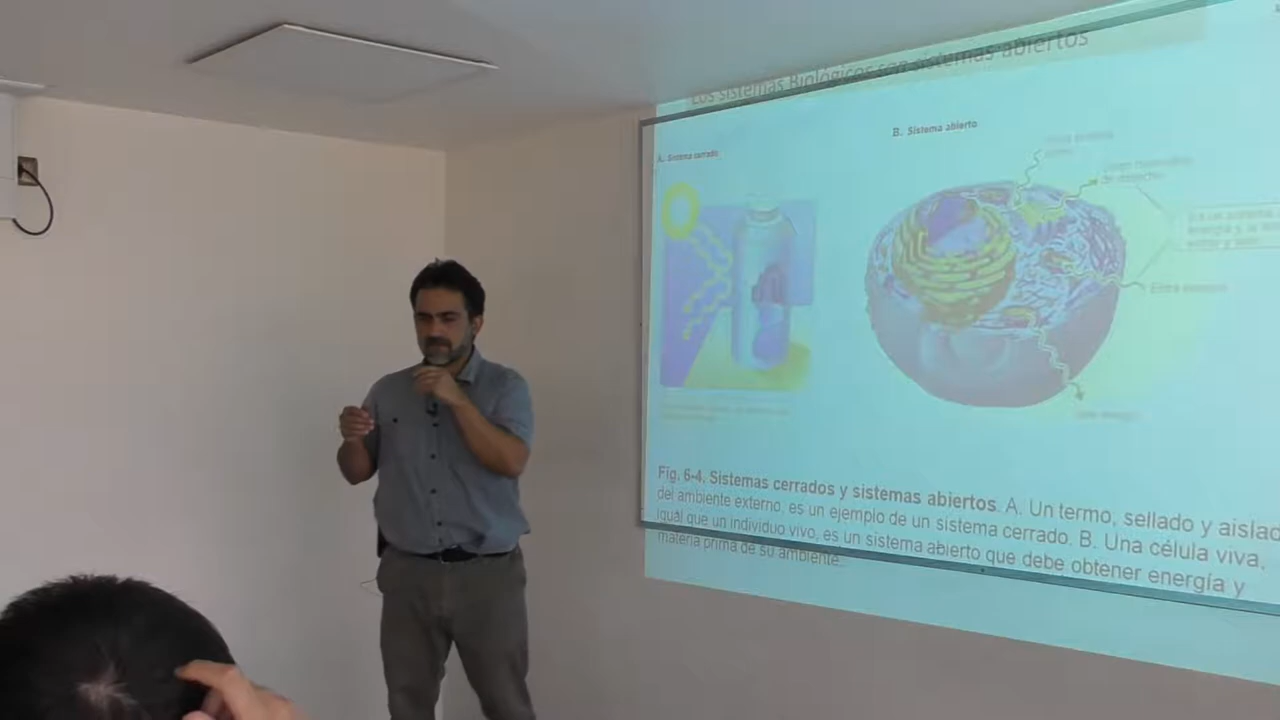 Los sistemas Biológicos son sistemas abiertos
B. Sistema abierto
A. Sistema cerrado
Fig. 6-4. Sistemas cerrados y sistemas abiertos. A. Un termo, sellado y aislad
del ambiente externo, es un ejemplo de un sistema cerrado. B. Una célula viva,
igual que un individuo vivo, es un sistema abierto que debe obtener energía y
materia prima de su ambiente.